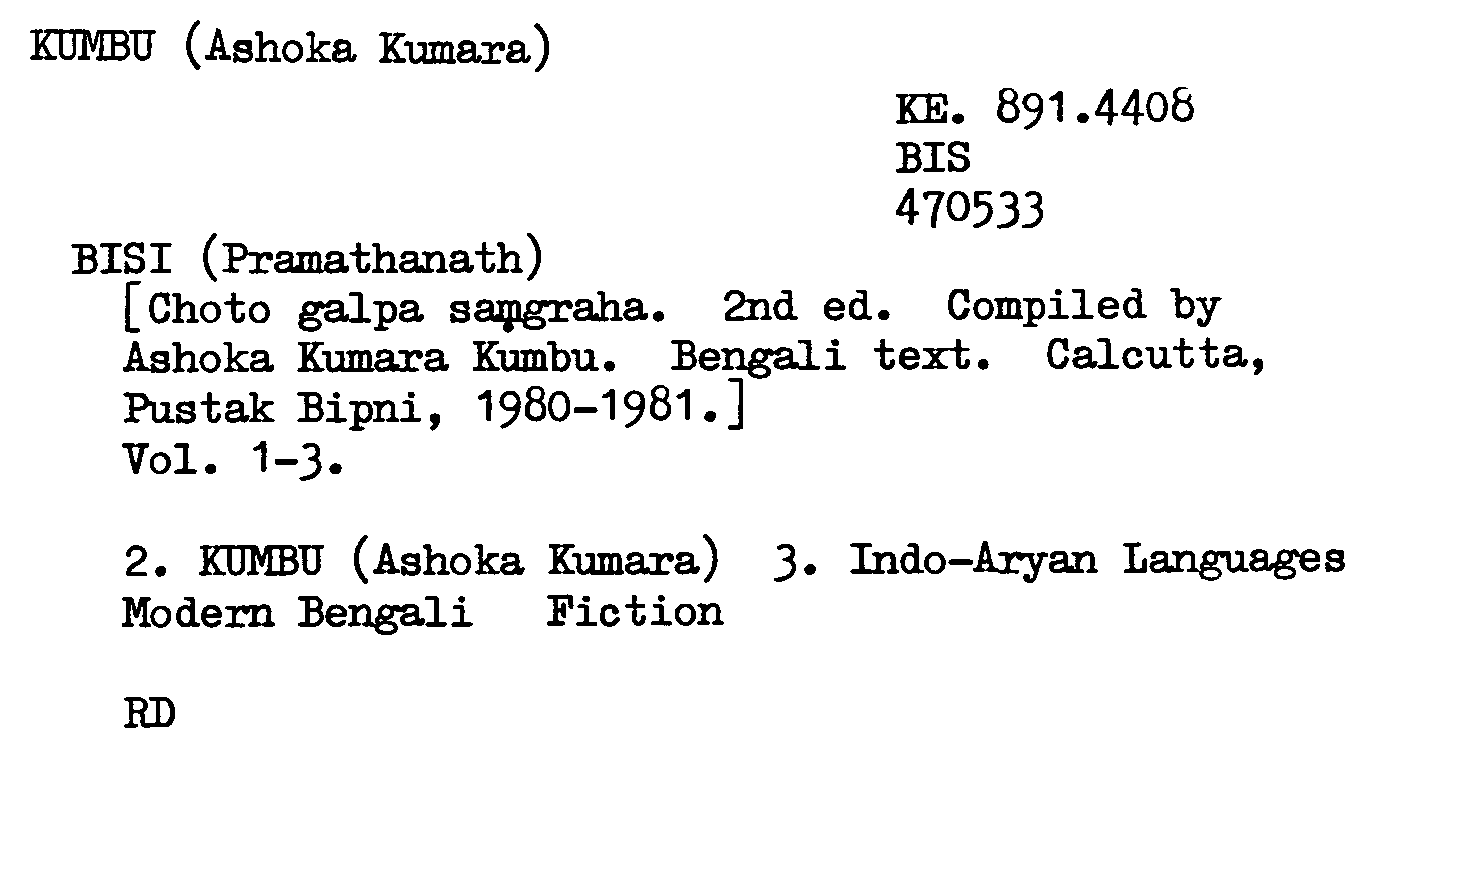 KUMBU (Ashoka Kumara)
KE. 891.4408
BIS
470533
BISI (Pramathanath)
[Choto galpa saṃgraha. 2nd ed. Compiled by
Ashoka Kumara Kumbu. Bengali text. Calcutta,
Pustak Bipni, 1980-1981.]
Vol. 1-3.
2. KUMBU (Ashoka Kumara) 3. Indo-Aryan Languages
Modern Bengali Fiction
RD